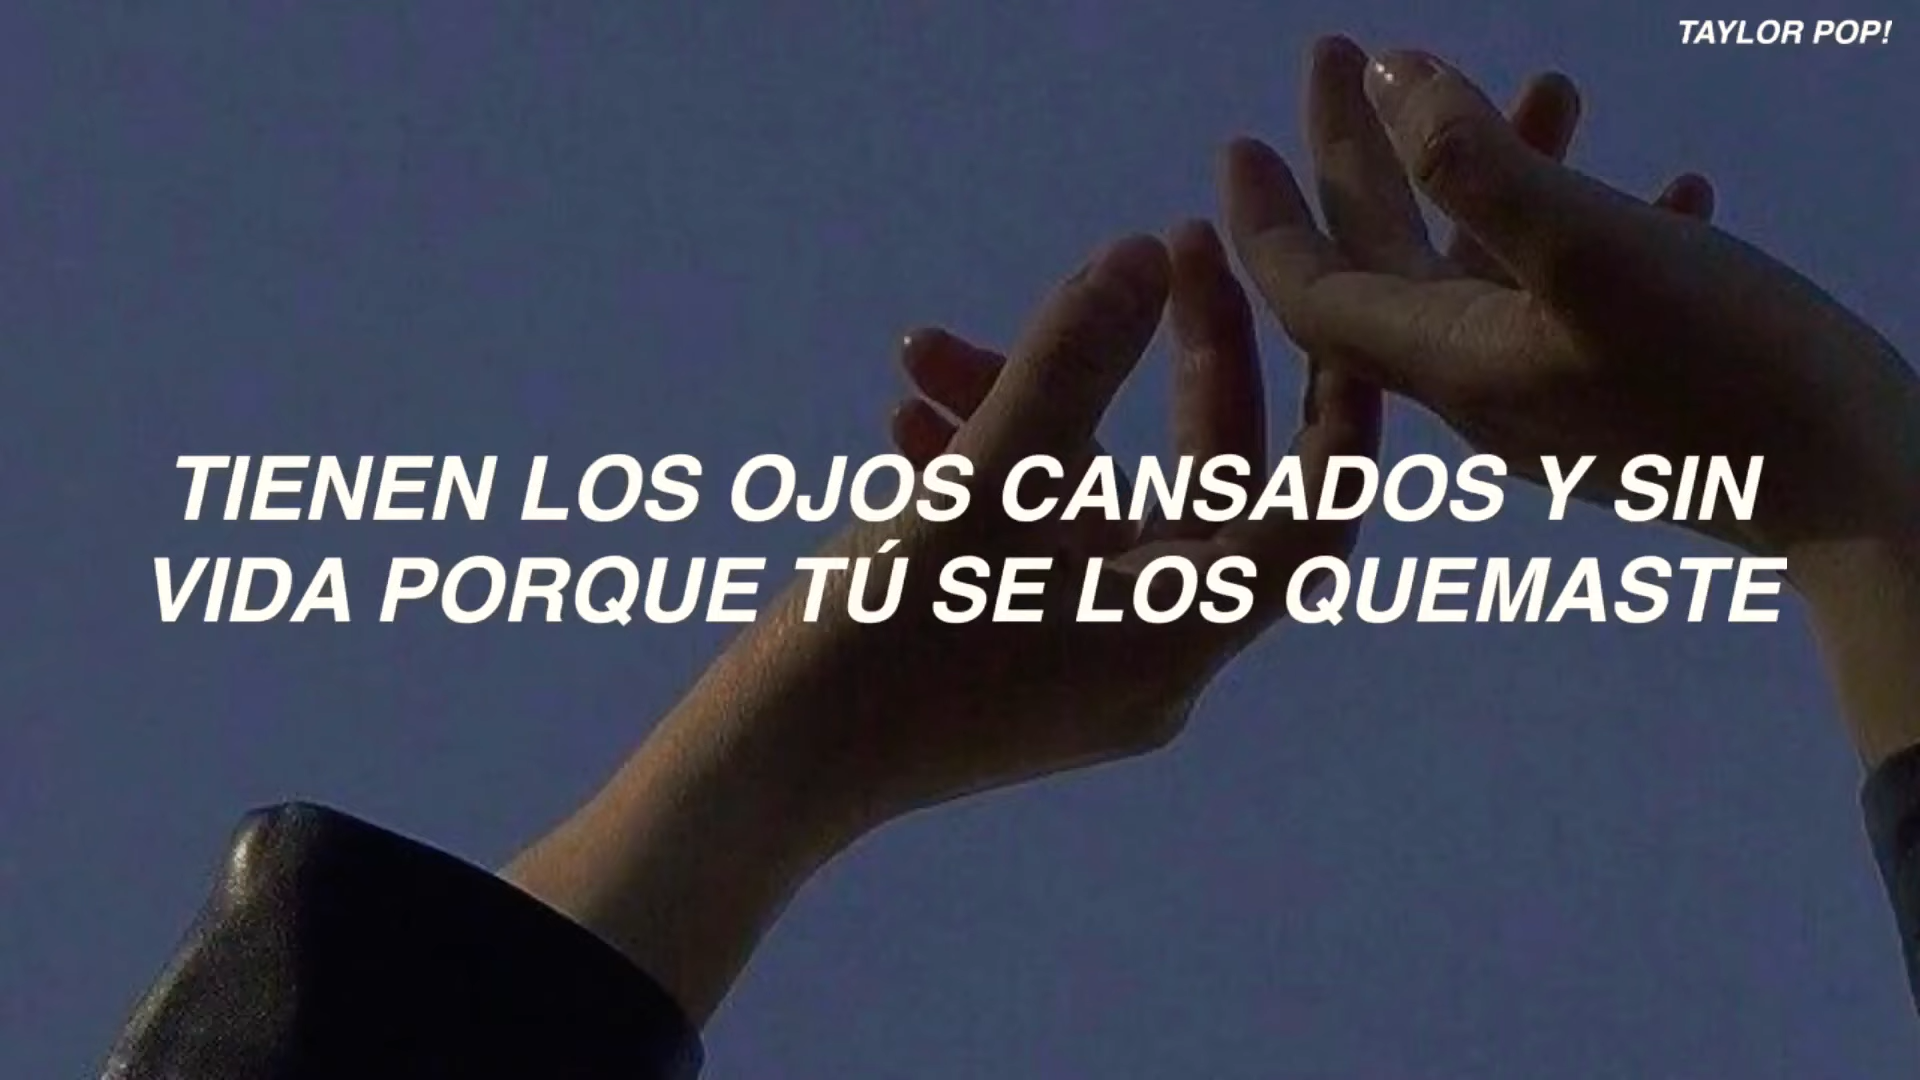 TAYLOR POP!
TIENEN LOS OJOS CANSADOS Y SIN
VIDA PORQUE TÚ SE LOS QUEMASTE